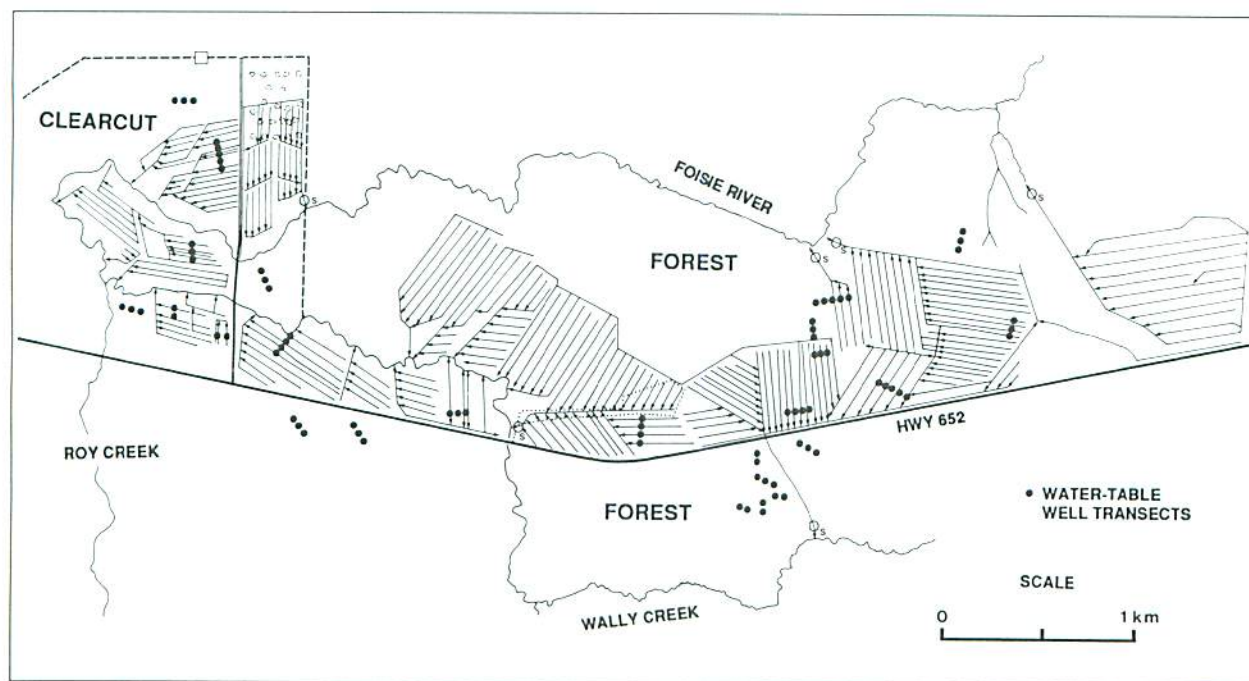 CLEARCUT
S
FOISIE RIVER
S
S
S
FOREST
HWY 652
S
ROY CREEK
FOREST
WATER-TABLE
WELL TRANSECTS
S
SCALE
WALLY CREEK
0
1 km